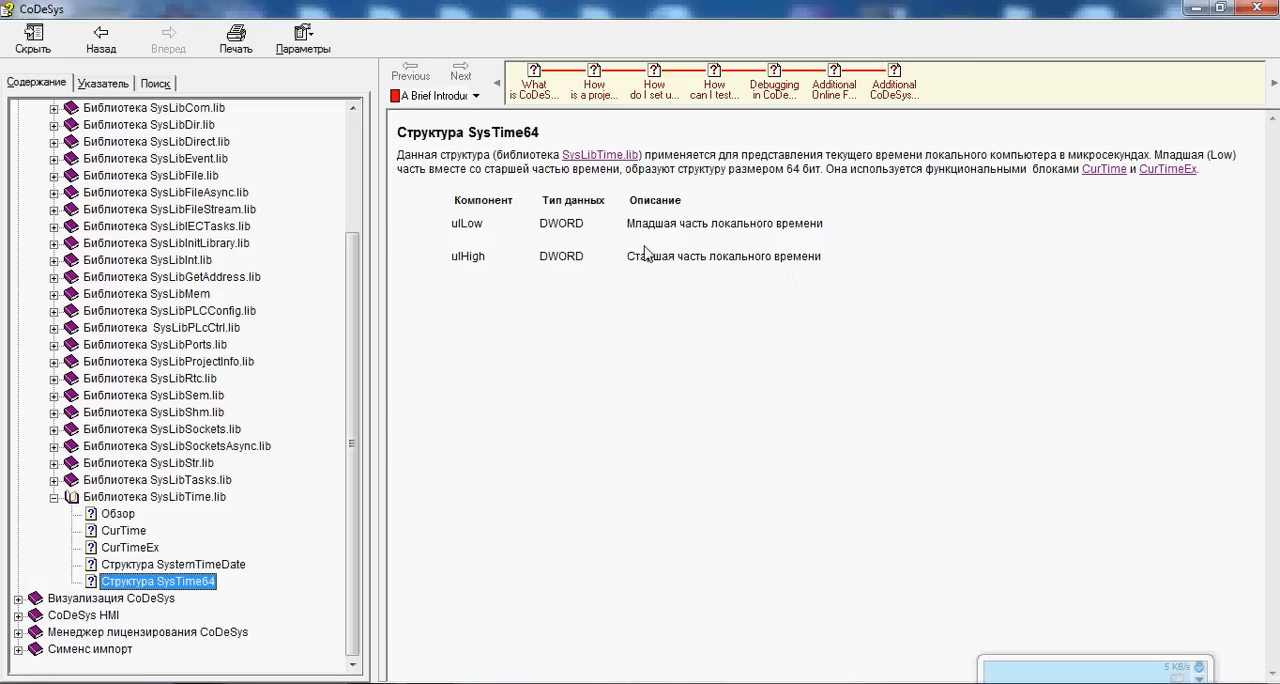 CoDeSys
Скрыть
Назад
Вперед
Печать
Параметры
Содержание
Указатель
Поиск
Библиотека SysLibCom.lib
Библиотека SysLibDir.lib
Библиотека SysLibDirect.lib
Библиотека SysLibEvent.lib
Библиотека SysLibFile.lib
Библиотека SysLibFileAsync.lib
Библиотека SysLibFileStream.lib
Библиотека SysLibIECTasks.lib
Библиотека SysLibInitLibrary.lib
Библиотека SysLibInt.lib
Библиотека SysLibGetAddress.lib
Библиотека SysLibMem
Библиотека SysLibPLCConfig.lib
Библиотека  SysLibPLcCtrl.lib
Библиотека SysLibPorts.lib
Библиотека SysLibProjectInfo.lib
Библиотека SysLibRtc.lib
Библиотека SysLibSem.lib
Библиотека SysLibShm.lib
Библиотека SysLibSockets.lib
Библиотека SysLibSocketsAsync.lib
Библиотека SysLibStr.lib
Библиотека SysLibTasks.lib
Библиотека SysLibTime.lib
Обзор
CurTime
CurTimeEx
Структура SystemTimeDate
Структура SysTime64
Визуализация CoDeSys
CoDeSys HMI
Менеджер лицензирования CoDeSys
Сименс импорт
Previous
Next
A Brief Introduc
What
is CoDeS...
How
is a proje...
How
do I set u...
How
can I test...
Debugging
in CoDe...
Additional
Online F...
Additional
CoDeSys...
Структура SysTime64
Данная структура (библиотека SysLibTime.lib) применяется для представления текущего времени локального компьютера в микросекундах. Младшая (Low)
часть вместе со старшей частью времени, образуют структуру размером 64 бит. Она используется функциональными  блоками CurTime и CurTimeEx.
Компонент Тип данных Описание
ulLow DWORD Младшая часть локального времени
ulHigh DWORD Старшая часть локального времени
5 KB/s